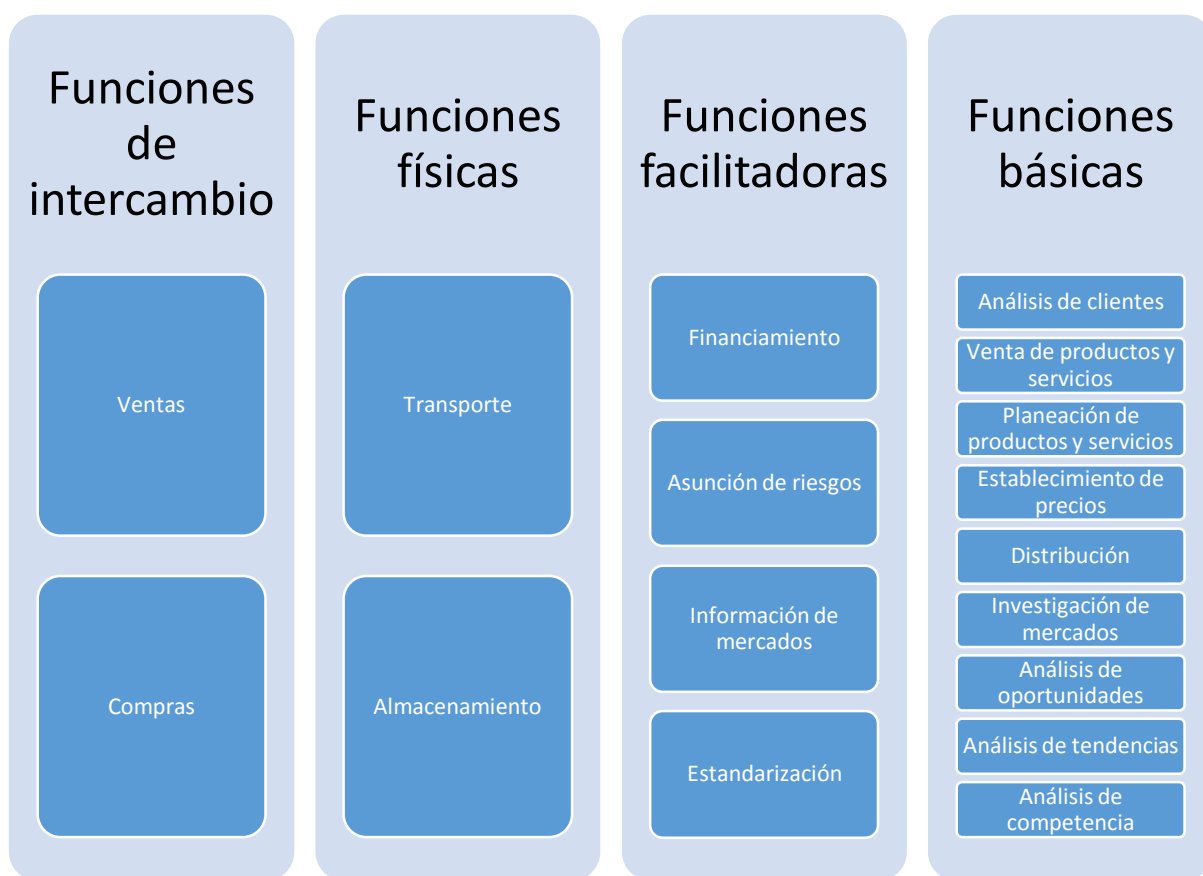 Funciones
de
intercambio
Ventas
Compras
Funciones
físicas
Transporte
Almacenamiento
Funciones
facilitadoras
Financiamiento
Asunción de riesgos
Información de
mercados
Estandarización
Funciones
básicas
Análisis de clientes
Venta de productos y
servicios
Planeación de
productos y servicios
Establecimiento de
precios
Distribución
Investigación de
mercados
Análisis de
oportunidades
Análisis de tendencias
Análisis de
competencia